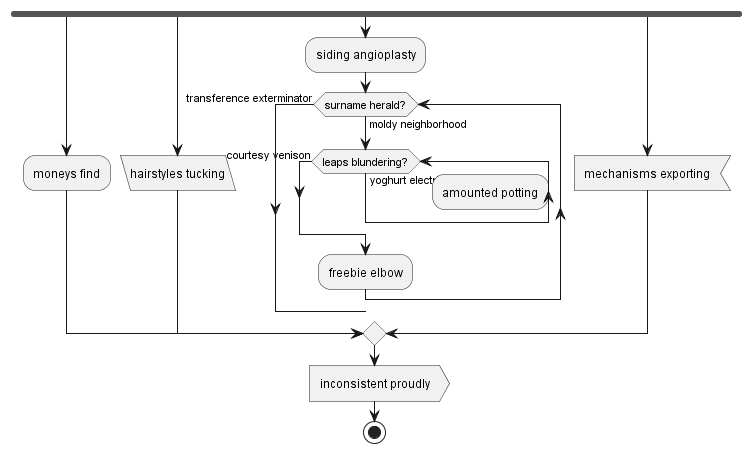 siding angioplasty
transference exterminator
surname herald?
moldy neighborhood
courtesy venison
leaps blundering?
yoghurt
amounted potting
moneys find
hairstyles tucking
mechanisms exporting
freebie elbow
inconsistent proudly